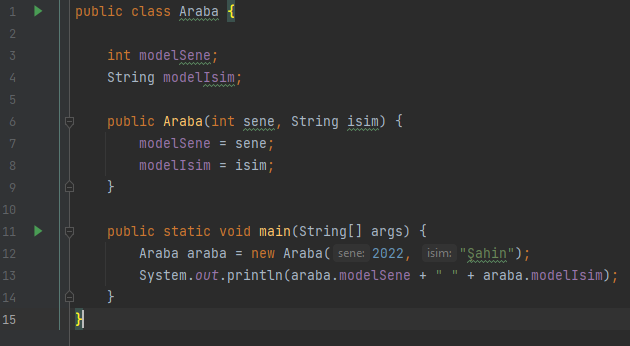 1 public class Araba {
2
3 int modelSene;
4 String modelIsim;
5
6 public Araba(int sene, String isim) {
7 modelSene = sene;
8 modelIsim = isim;
9 }
10
11 public static void main(String[] args) {
12 Araba araba = new Araba( sene: 2022, isim: "Şahin");
13 System.out.println(araba.modelSene + " " + araba.modelIsim);
14 }
15 }